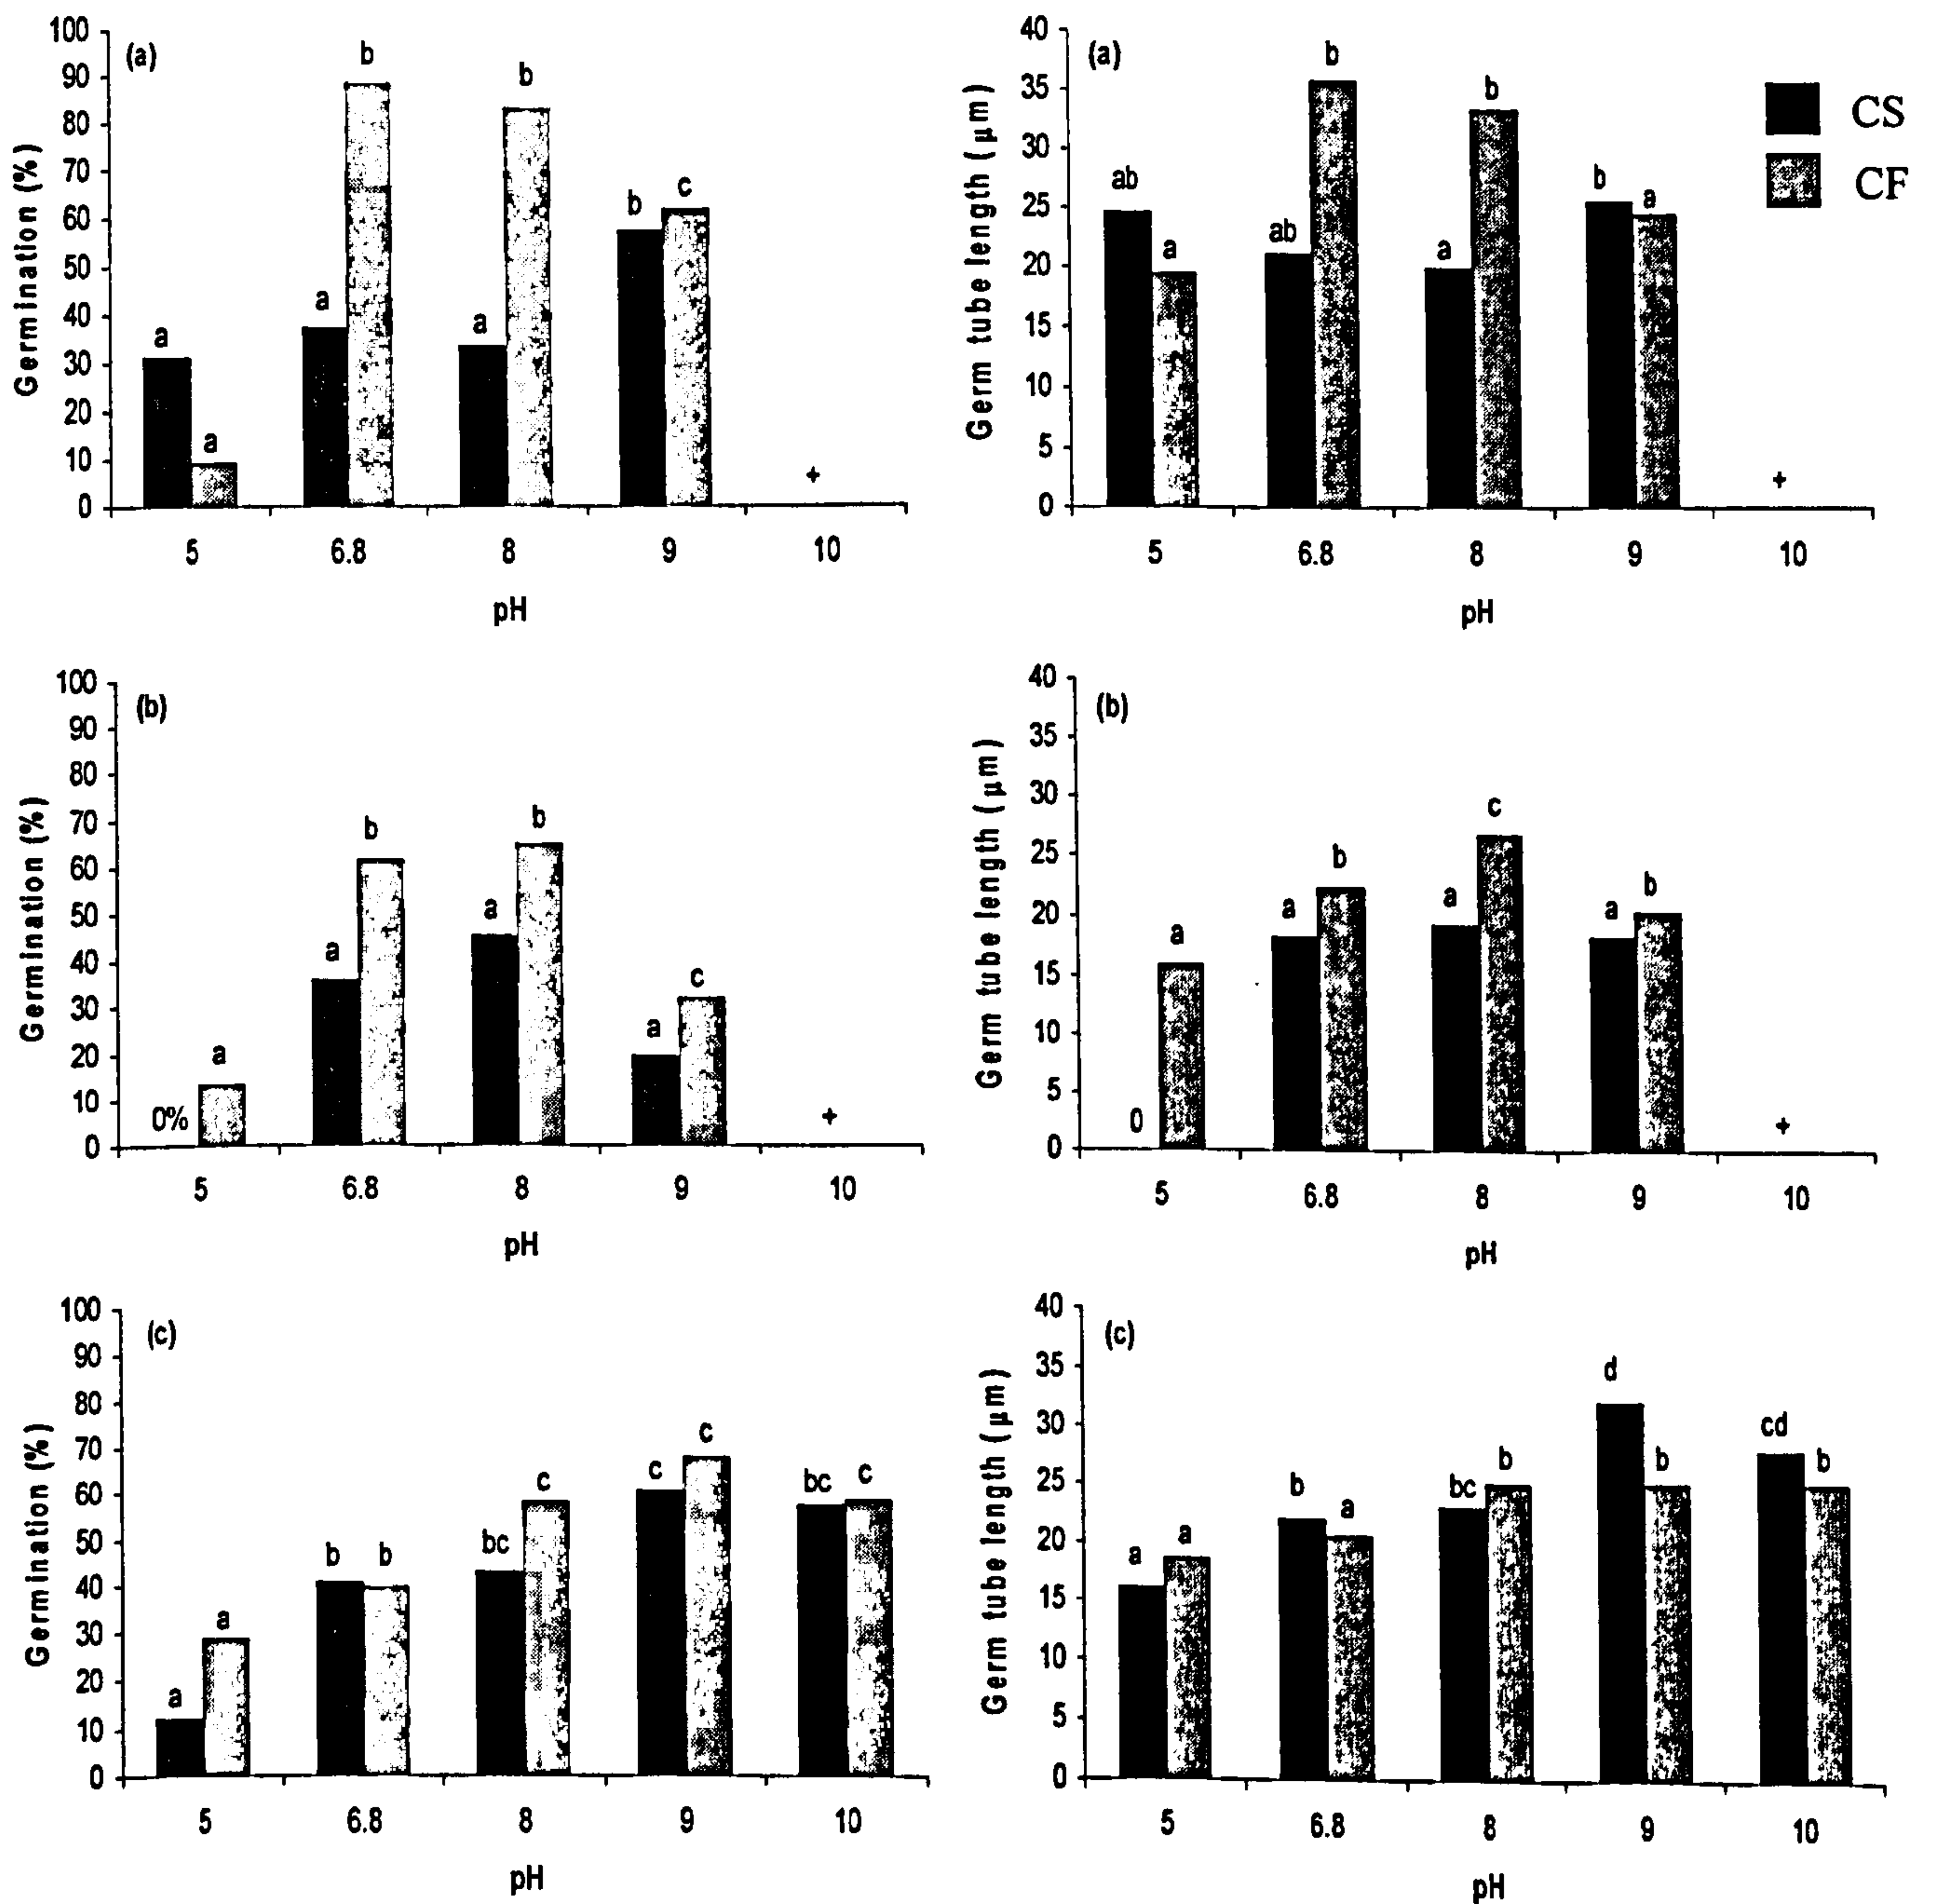 (a)
Germination (%)
100
90
80
70
60
50
40
30
20
10
0
a
a
a
b
a
b
b
c
+
5 6.8 8 9 10
pH
(a)
Germ tube length (µm)
40
35
30
25
20
15
10
5
0
ab
a
ab
b
a
b
b
a
+
5 6.8 8 9 10
pH
CS
CF
(b)
Germination (%)
100
90
80
70
60
50
40
30
20
10
0
0%
a
a
b
a
b
a
c
+
5 6.8 8 9 10
pH
(b)
Germ tube length (µm)
40
35
30
25
20
15
10
5
0
0
a
a
b
a
c
a
b
+
5 6.8 8 9 10
pH
(c)
Germination (%)
100
90
80
70
60
50
40
30
20
10
0
a
a
b
b
bc
c
c
c
bc
c
5 6.8 8 9 10
pH
(c)
Germ tube length (µm)
40
35
30
25
20
15
10
5
0
a
a
b
a
bc
b
d
b
cd
b
5 6.8 8 9 10
pH